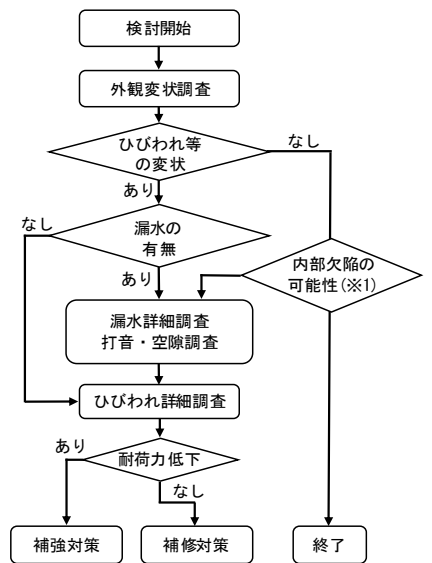 検討開始
外観変状調査
ひびわれ等
の変状
なし
あり
漏水の
有無
なし
あり
内部欠陥の
可能性(※1)
漏水詳細調査
打音・空隙調査
ひびわれ詳細調査
耐荷力低下
あり
なし
補強対策
補修対策
終了